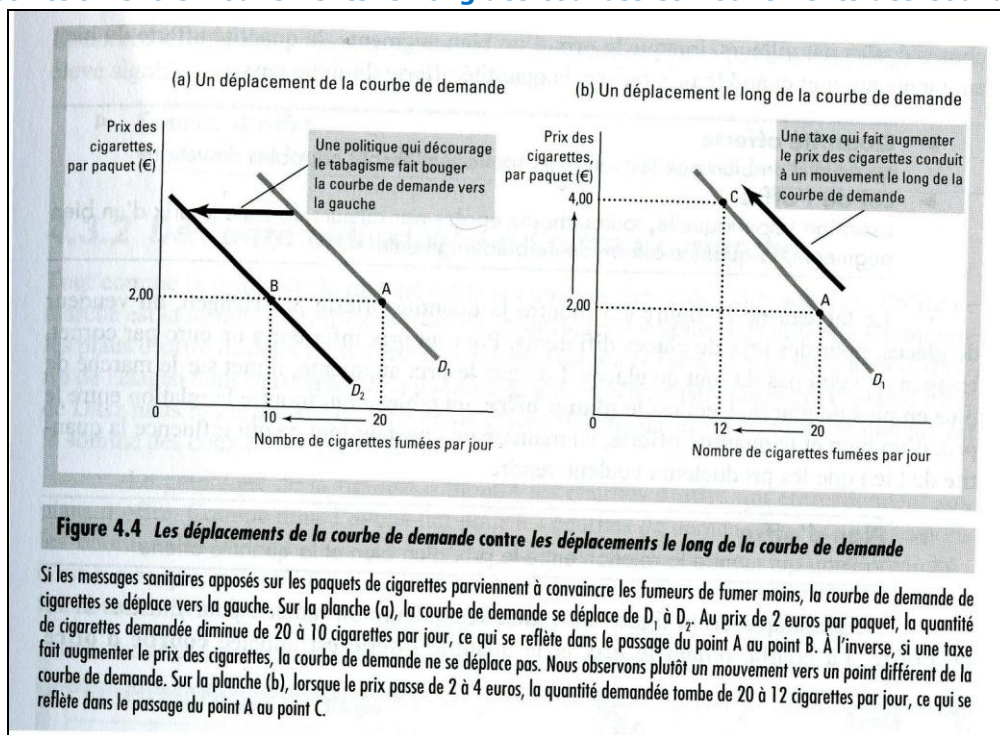 (a) Un déplacement de la courbe de demande
Prix des
cigarettes,
par paquet (€)
Une politique qui décourage
le tabagisme fait bouger
la courbe de demande vers
la gauche
2,00
B
A
D1
D2
0
10
20
Nombre de cigarettes fumées par jour
(b) Un déplacement le long de la courbe de demande
Prix des
cigarettes,
par paquet (€)
Une taxe qui fait augmenter
le prix des cigarettes conduit
à un mouvement le long de la
courbe de demande
4,00
C
2,00
A
D1
0
12
20
Nombre de cigarettes fumées par jour
Figure 4.4 Les déplacements de la courbe de demande contre les déplacements le long de la courbe de demande
Si les messages sanitaires apposés sur les paquets de cigarettes parviennent à convaincre les fumeurs de fumer moins, la courbe de demande de
cigarettes se déplace vers la gauche. Sur la planche (a), la courbe de demande se déplace de D1 à D2. Au prix de 2 euros par paquet, la quantité
de cigarettes demandée diminue de 20 à 10 cigarettes par jour, ce qui se reflète dans le passage du point A au point B. À l'inverse, si une taxe
fait augmenter le prix des cigarettes, la courbe de demande ne se déplace pas. Nous observons plutôt un mouvement vers un point différent de la
courbe de demande. Sur la planche (b), lorsque le prix passe de 2 à 4 euros, la quantité demandée tombe de 20 à 12 cigarettes par jour, ce qui se
reflète dans le passage du point A au point C.